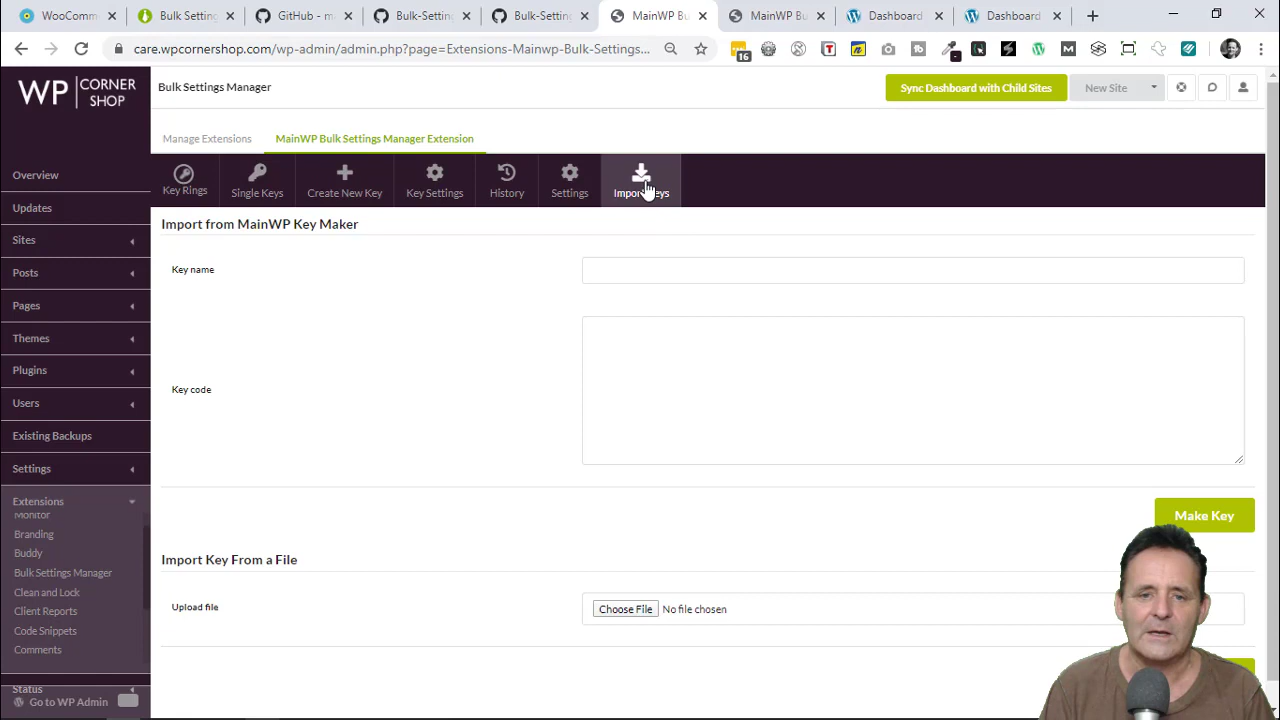 WooComm
Bulk Settin
GitHub - m
Bulk-Settin
Bulk-Settin
MainWP Bu
MainWP Bu
Dashboard
Dashboard
care.wpcornershop.com/wp-admin/admin.php?page=Extensions-Mainwp-Bulk-Settings...
16
WP CORNER SHOP
Bulk Settings Manager
Sync Dashboard with Child Sites
New Site
Manage Extensions
MainWP Bulk Settings Manager Extension
Key Rings
Single Keys
Create New Key
Key Settings
History
Settings
Import Keys
Overview
Updates
Sites
Posts
Pages
Themes
Plugins
Users
Existing Backups
Settings
Extensions
Monitor
Branding
Buddy
Bulk Settings Manager
Clean and Lock
Client Reports
Code Snippets
Comments
Status
Go to WP Admin
Import from MainWP Key Maker
Key name
Key code
Make Key
Import Key From a File
Upload file
Choose File No file chosen